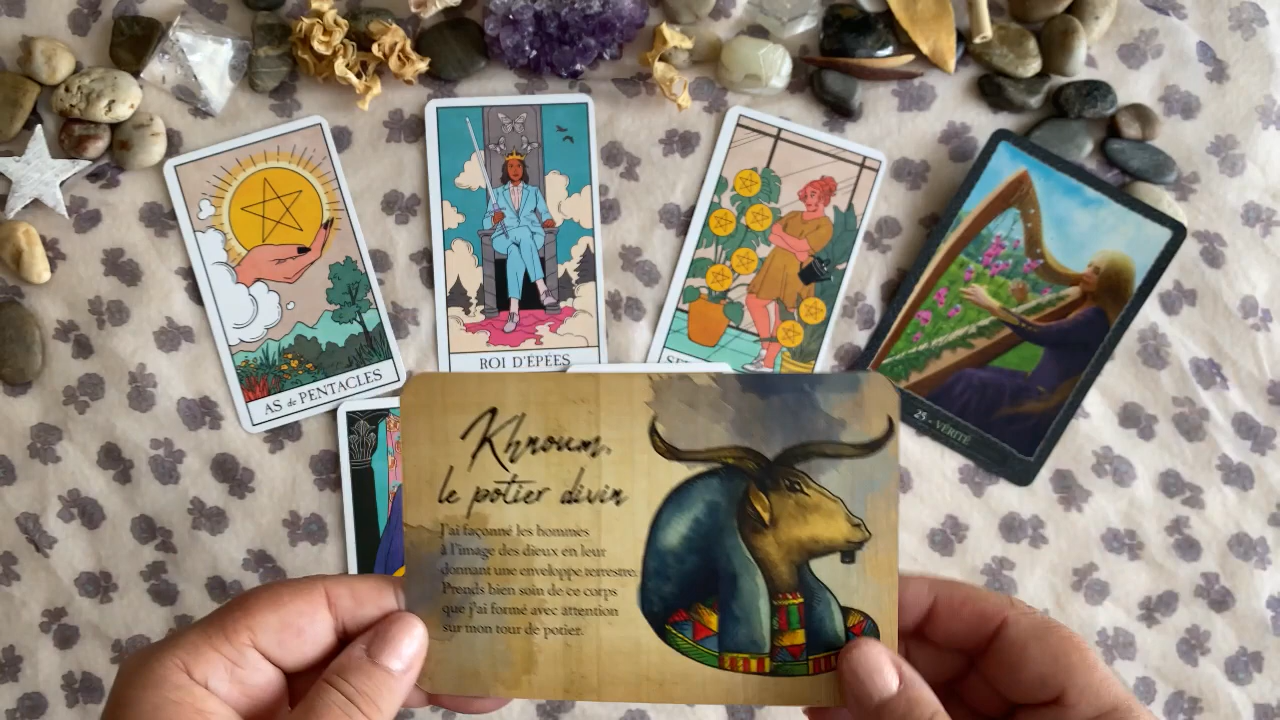 AS de PENTACLES
ROI D'ÉPÉES
25 - VÉRITÉ
Khnoum,
le potier divin
J'ai façonné les hommes
à l'image des dieux en leur
donnant une enveloppe terrestre.
Prends bien soin de ce corps
que j'ai formé avec attention
sur mon tour de potier.